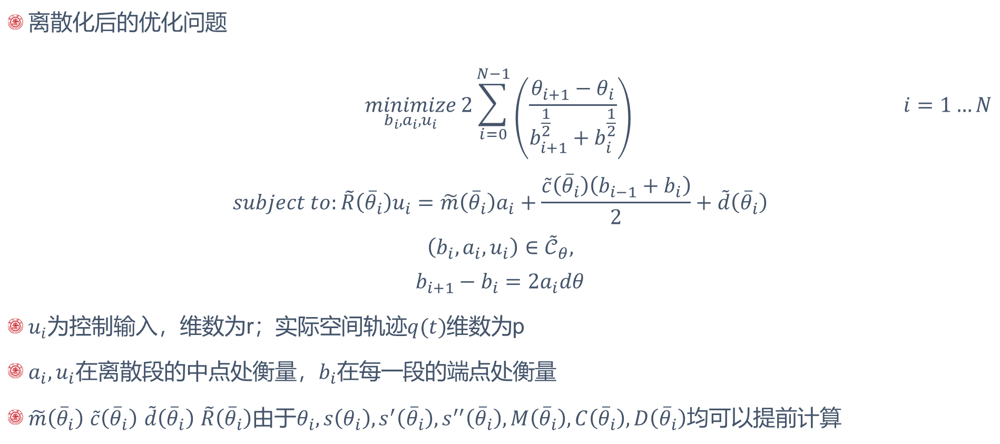 离散化后的优化问题
$\underset{b_i,a_i,u_i}{minimize}\ 2\sum_{i=0}^{N-1}\left(\frac{\theta_{i+1}-\theta_i}{b_{i+1}^{\frac{1}{2}}+b_i^{\frac{1}{2}}}\right)$ $i=1\ldots N$
$subject\ to:\tilde{R}(\bar{\theta}_i)u_i=\tilde{m}(\bar{\theta}_i)a_i+\frac{\tilde{c}(\bar{\theta}_i)(b_{i-1}+b_i)}{2}+\tilde{d}(\bar{\theta}_i)$
$(b_i,a_i,u_i)\in\tilde{\mathcal{C}}_\theta,$
$b_{i+1}-b_i=2a_id\theta$
$u_i$为控制输入，维数为r；实际空间轨迹$q(t)$维数为p
$a_i,u_i$在离散段的中点处衡量，$b_i$在每一段的端点处衡量
$\tilde{m}(\bar{\theta}_i)\ \tilde{c}(\bar{\theta}_i)\ \tilde{d}(\bar{\theta}_i)\ \tilde{R}(\bar{\theta}_i)$由于$\theta_i,s(\theta_i),s'(\bar{\theta}_i),s''(\bar{\theta}_i),M(\bar{\theta}_i),C(\bar{\theta}_i),D(\bar{\theta}_i)$均可以提前计算